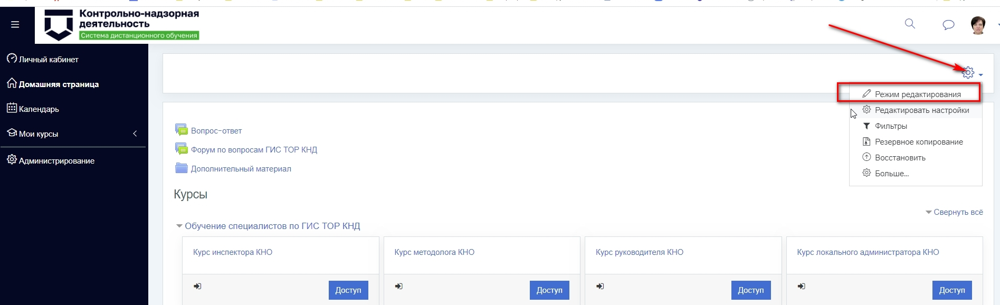 Контрольно-надзорная
деятельность
Система дистанционного обучения
Личный кабинет
Домашняя страница
Календарь
Мои курсы
Администрирование
Режим редактирования
Редактировать настройки
Фильтры
Резервное копирование
Восстановить
Больше...
Вопрос-ответ
Форум по вопросам ГИС ТОР КНД
Дополнительный материал
Курсы
Свернуть всё
Обучение специалистов по ГИС ТОР КНД
Курс инспектора КНО
Курс методолога КНО
Курс руководителя КНО
Курс локального администратора КНО
Доступ
Доступ
Доступ
Доступ